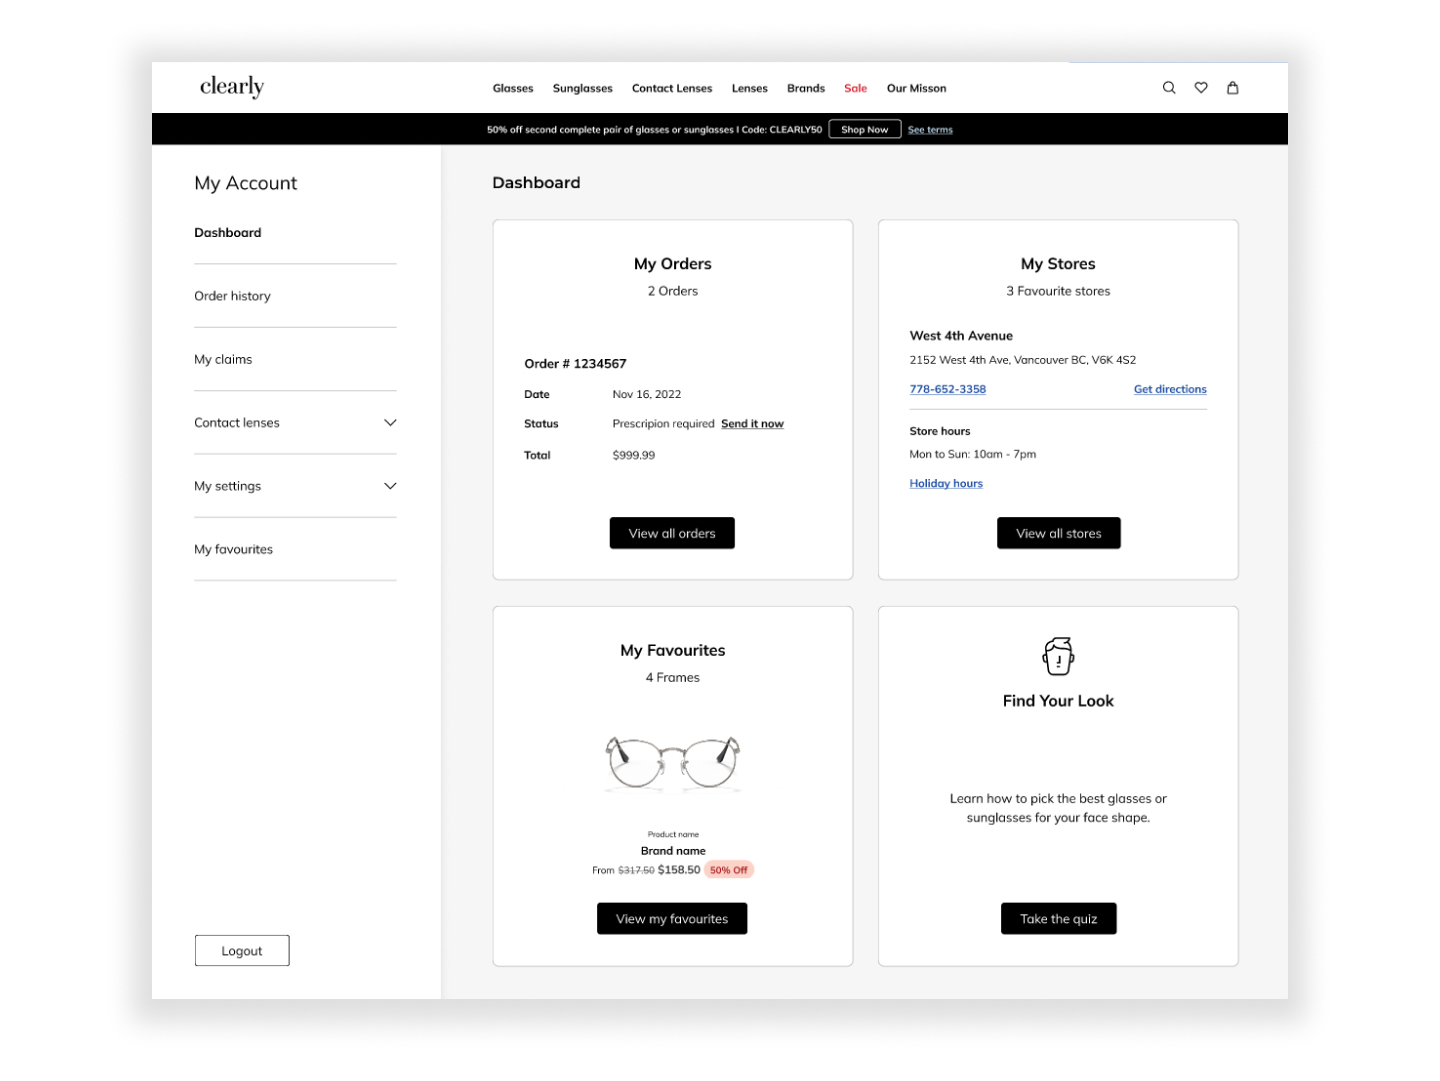 clearly
Glasses Sunglasses Contact Lenses Lenses Brands Sale Our Misson
50% off second complete pair of glasses or sunglasses I Code: CLEARLY50 Shop Now See terms
My Account
Dashboard
Order history
My claims
Contact lenses
My settings
My favourites
Logout
Dashboard
My Orders
2 Orders
Order # 1234567
Date Nov 16, 2022
Status Prescripion required Send it now
Total $999.99
View all orders
My Stores
3 Favourite stores
West 4th Avenue
2152 West 4th Ave, Vancouver BC, V6K 4S2
778-652-3358 Get directions
Store hours
Mon to Sun: 10am - 7pm
Holiday hours
View all stores
My Favourites
4 Frames
Product name
Brand name
From $317.50 $158.50 50% Off
View my favourites
Find Your Look
Learn how to pick the best glasses or
sunglasses for your face shape.
Take the quiz